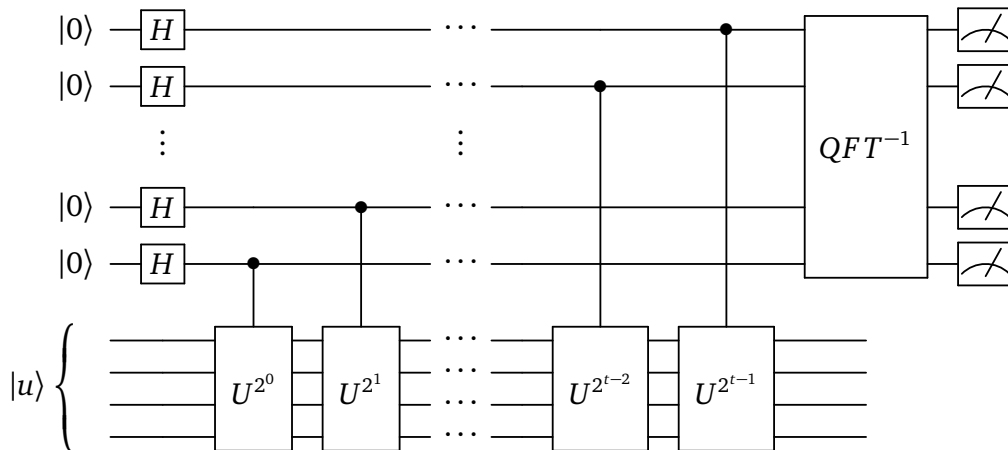 |0⟩ H ⋯
|0⟩ H ⋯
⋮ ⋮ QFT⁻¹
|0⟩ H ⋯
|0⟩ H ⋯
⋯
⋯
|u⟩ U^{2^0} U^{2^1} U^{2^{t−2}} U^{2^{t−1}}
⋯
⋯